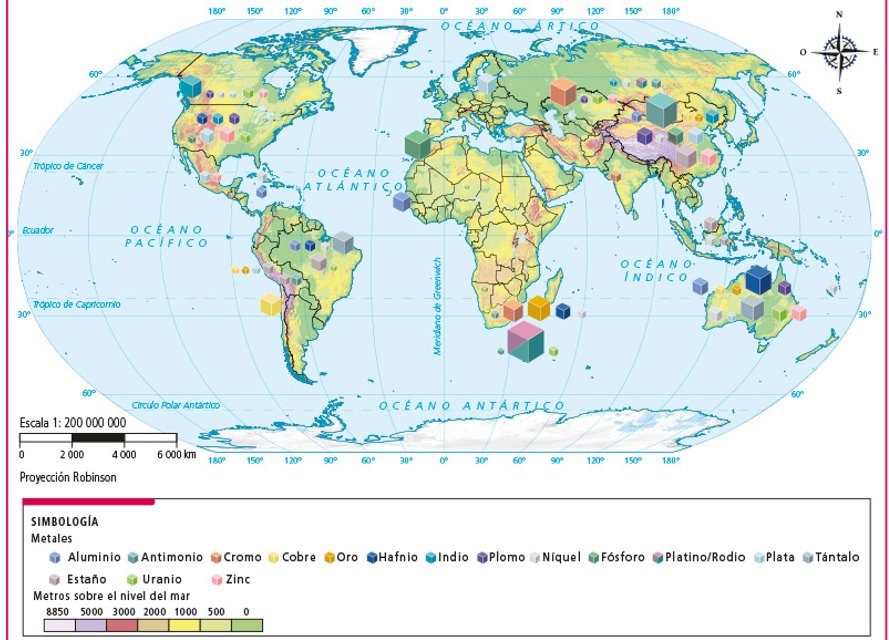 180° 150° 120° 90° 60° 30° 0° 30° 60° 90° 120° 150° 180°
OCÉANO ÁRTICO
N
O E
S
60° 60°
30° 30°
Trópico de Cáncer
OCÉANO
ATLÁNTICO
Ecuador
0° 0°
OCÉANO
PACÍFICO
OCÉANO
ÍNDICO
Meridiano de Greenwich
Trópico de Capricornio
30° 30°
60° 60°
Círculo Polar Antártico
OCÉANO ANTÁRTICO
Escala 1: 200 000 000
0 2 000 4 000 6 000 km
180° 150° 120° 90° 60° 30° 0° 30° 60° 90° 120° 150° 180°
Proyección Robinson
SIMBOLOGÍA
Metales
Aluminio Antimonio Cromo Cobre Oro Hafnio Indio Plomo Níquel Fósforo Platino/Rodio Plata Tántalo
Estaño Uranio Zinc
Metros sobre el nivel del mar
8850 5000 3000 2000 1000 500 0